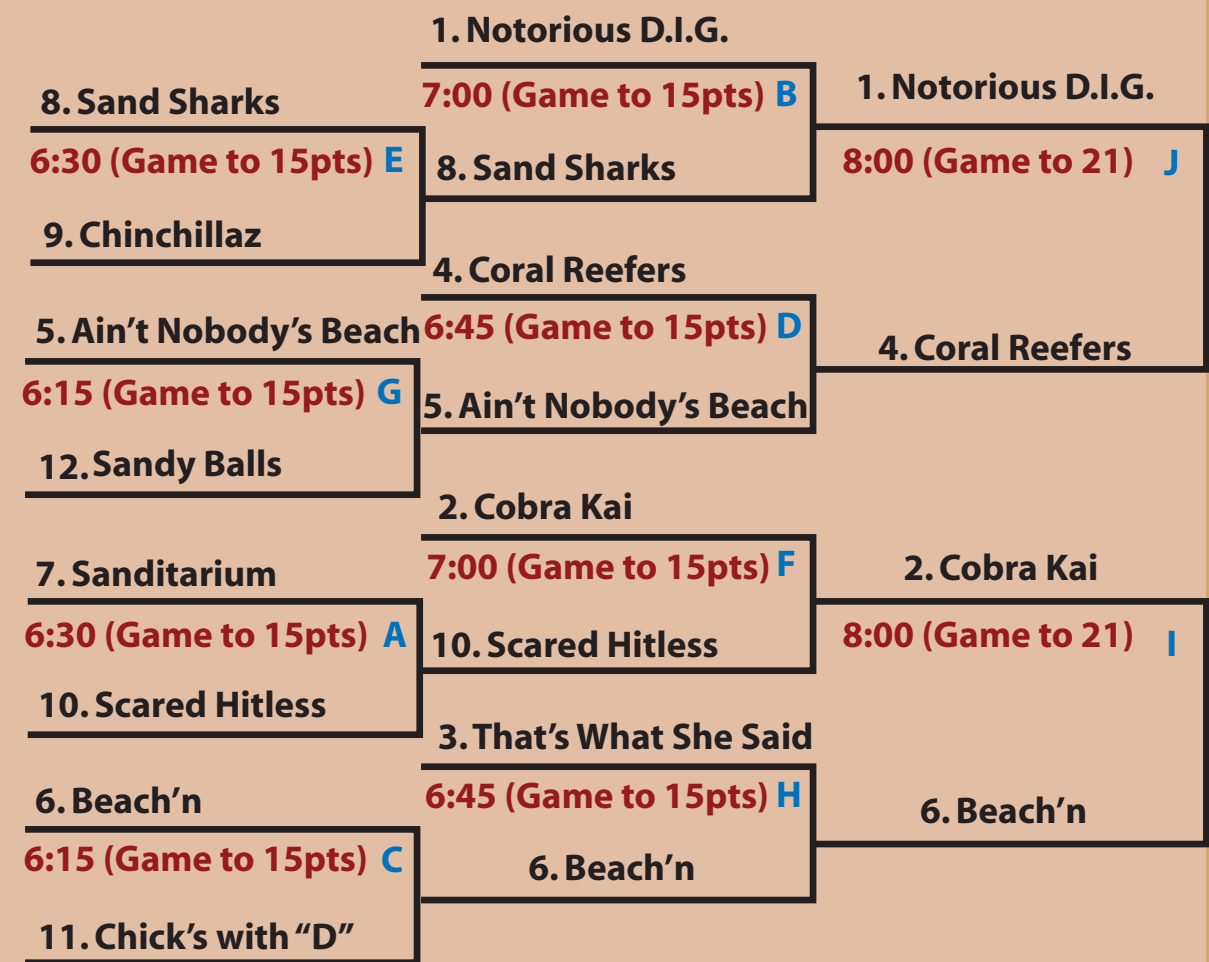 8. Sand Sharks
6:30 (Game to 15pts) E
9. Chinchillaz
5. Ain't Nobody's Beach
6:15 (Game to 15pts) G
12. Sandy Balls
7. Sanditarium
6:30 (Game to 15pts) A
10. Scared Hitless
6. Beach'n
6:15 (Game to 15pts) C
11. Chick's with “D”
1. Notorious D.I.G.
7:00 (Game to 15pts) B
8. Sand Sharks
4. Coral Reefers
6:45 (Game to 15pts) D
5. Ain't Nobody's Beach
2. Cobra Kai
7:00 (Game to 15pts) F
10. Scared Hitless
3. That's What She Said
6:45 (Game to 15pts) H
6. Beach'n
1. Notorious D.I.G.
8:00 (Game to 21) J
4. Coral Reefers
2. Cobra Kai
8:00 (Game to 21) I
6. Beach'n